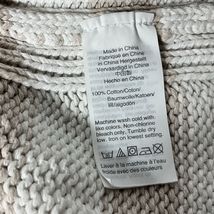 Made in China
Fabriqué en China
in China Hergestellt
Vervaardigd in China
中国製
Hecho en China
100% Cotton/Coton/
Baumwolle/Katoen/
綿/algodón
Machine wash cold with
like colors. Non-chlorine
bleach only. Tumble dry
low. Iron on lowest setting.
Laver à la machine à l'eau
froide avec des couleurs